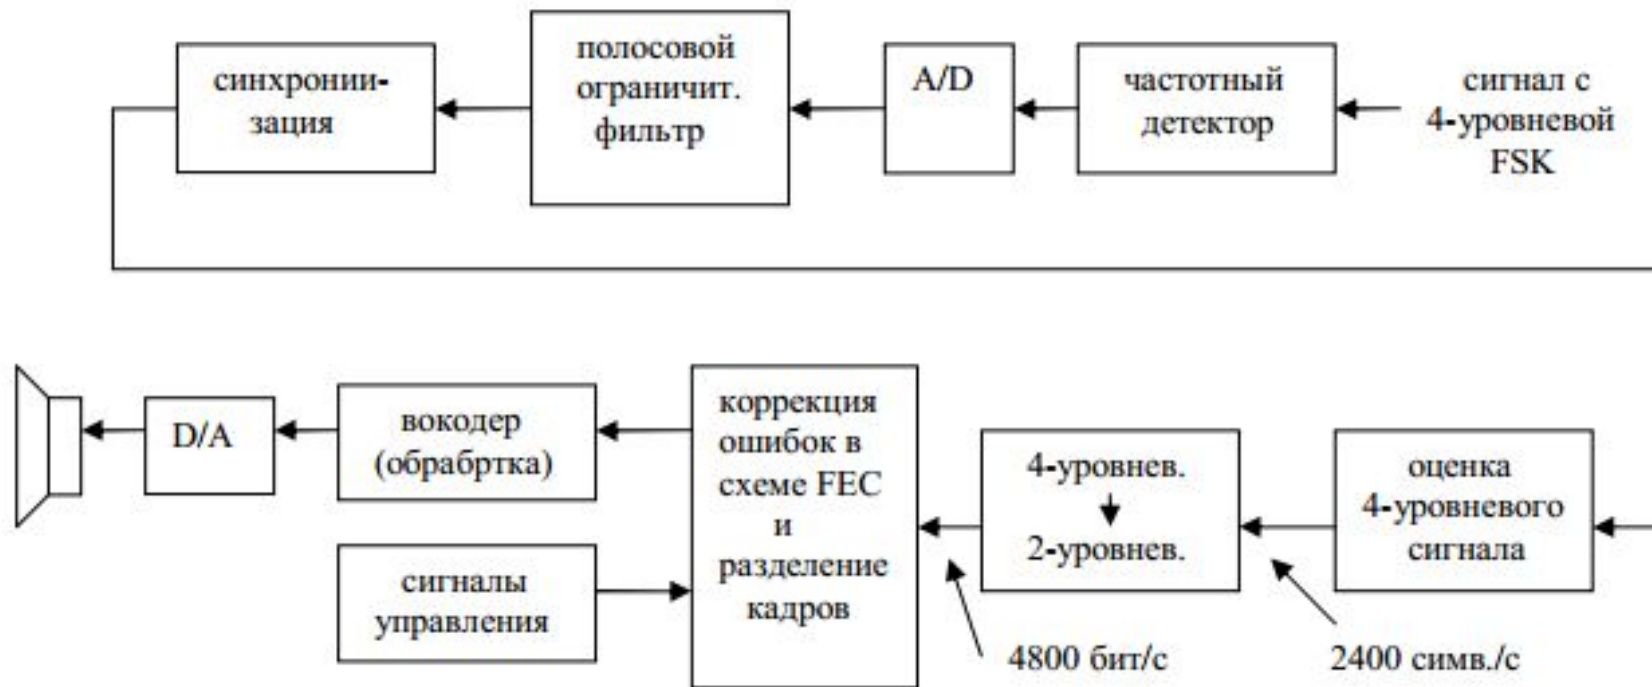 синхронии-
зация
полосовой
ограничит.
фильтр
A/D
частотный
детектор
сигнал с
4-уровневой
FSK
D/A
вокодер
(обрабртка)
сигналы
управления
коррекция
ошибок в
схеме FEC
и
разделение
кадров
4-уровнев.
2-уровнев.
оценка
4-уровневого
сигнала
4800 бит/с
2400 симв./с